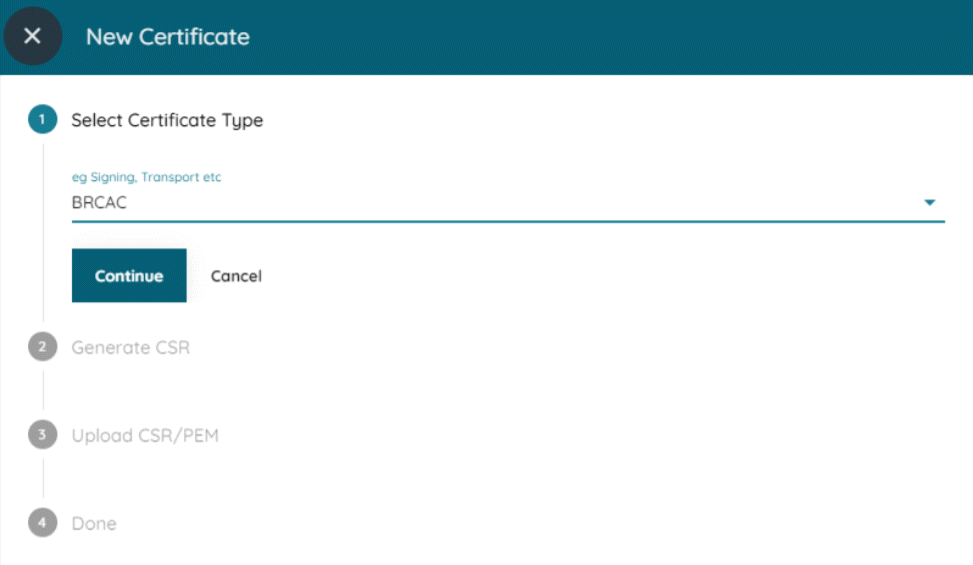 New Certificate
1 Select Certificate Type
eg Signing, Transport etc
BRCAC
Continue Cancel
2 Generate CSR
3 Upload CSR/PEM
4 Done